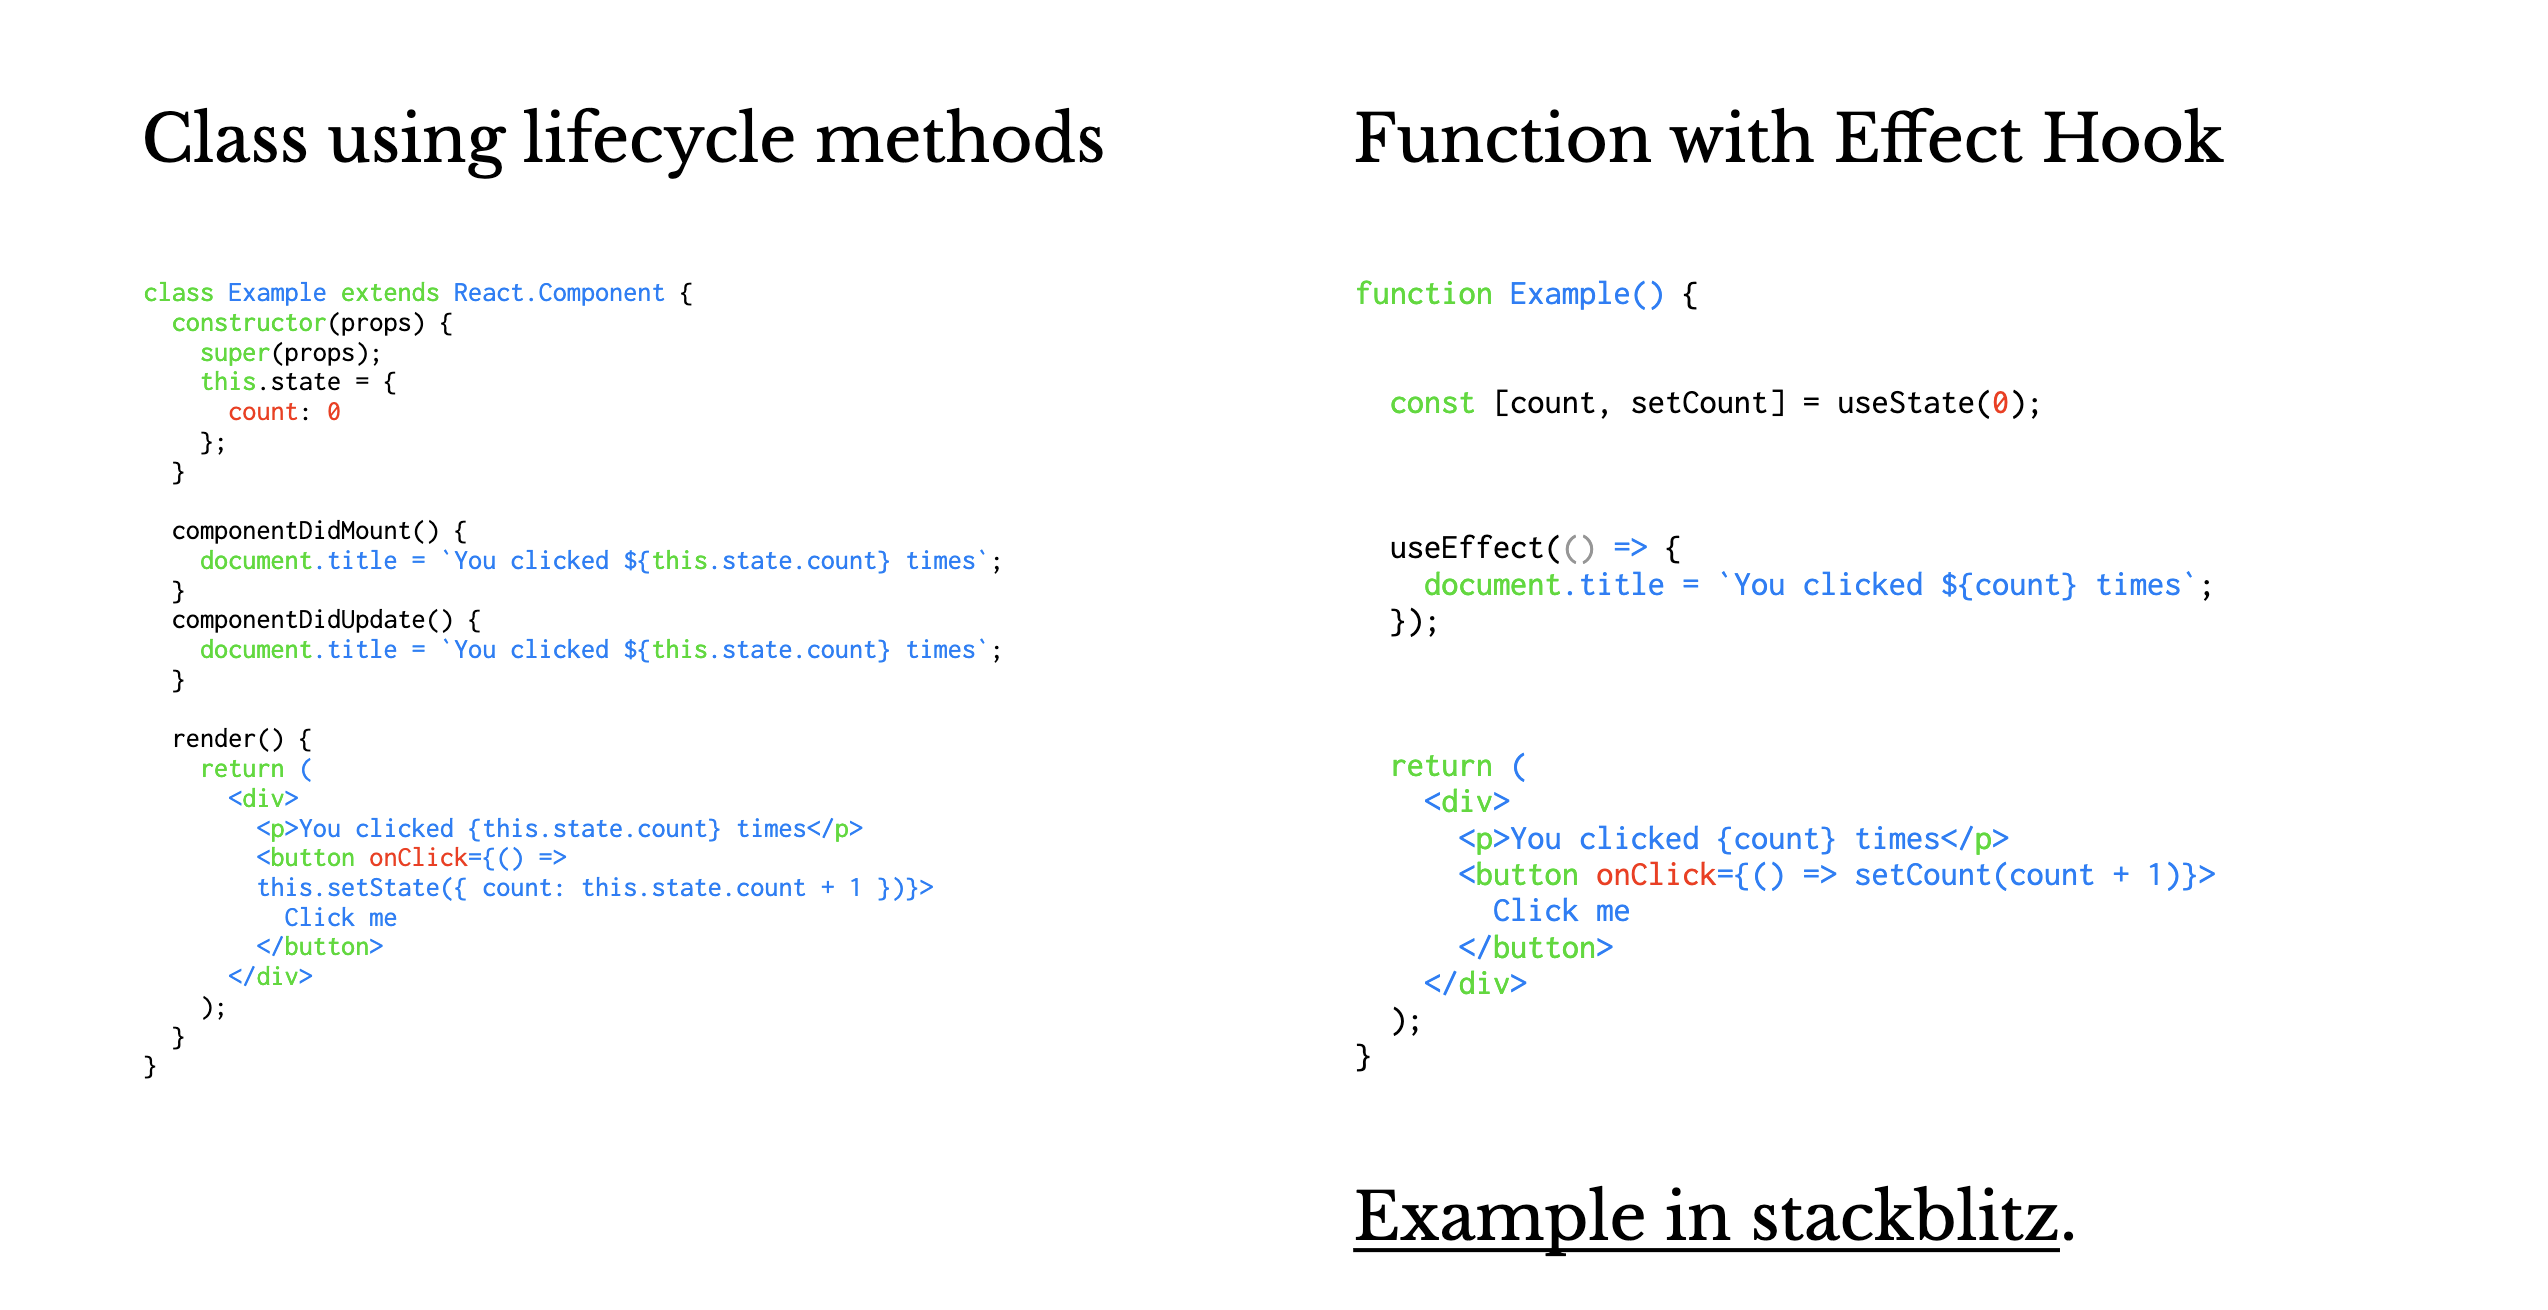 Class using lifecycle methods
class Example extends React.Component {
  constructor(props) {
    super(props);
    this.state = {
      count: 0
    };
  }
  componentDidMount() {
    document.title = `You clicked ${this.state.count} times`;
  }
  componentDidUpdate() {
    document.title = `You clicked ${this.state.count} times`;
  }
  render() {
    return (
      <div>
        <p>You clicked {this.state.count} times</p>
        <button onClick={() =>
        this.setState({ count: this.state.count + 1 })}>
          Click me
        </button>
      </div>
    );
  }
}
Function with Effect Hook
function Example() {
  const [count, setCount] = useState(0);
  useEffect(() => {
    document.title = `You clicked ${count} times`;
  });
  return (
    <div>
      <p>You clicked {count} times</p>
      <button onClick={() => setCount(count + 1)}>
        Click me
      </button>
    </div>
  );
}
Example in stackblitz.